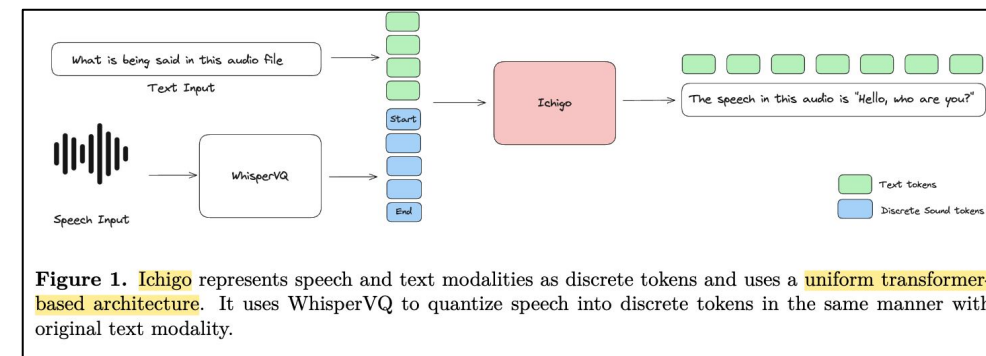 What is being said in this audio file
Text Input
Speech Input
WhisperVQ
Start
End
Ichigo
The speech in this audio is "Hello, who are you?"
Text tokens
Discrete Sound tokens
Figure 1. Ichigo represents speech and text modalities as discrete tokens and uses a uniform transformer-
based architecture. It uses WhisperVQ to quantize speech into discrete tokens in the same manner with
original text modality.